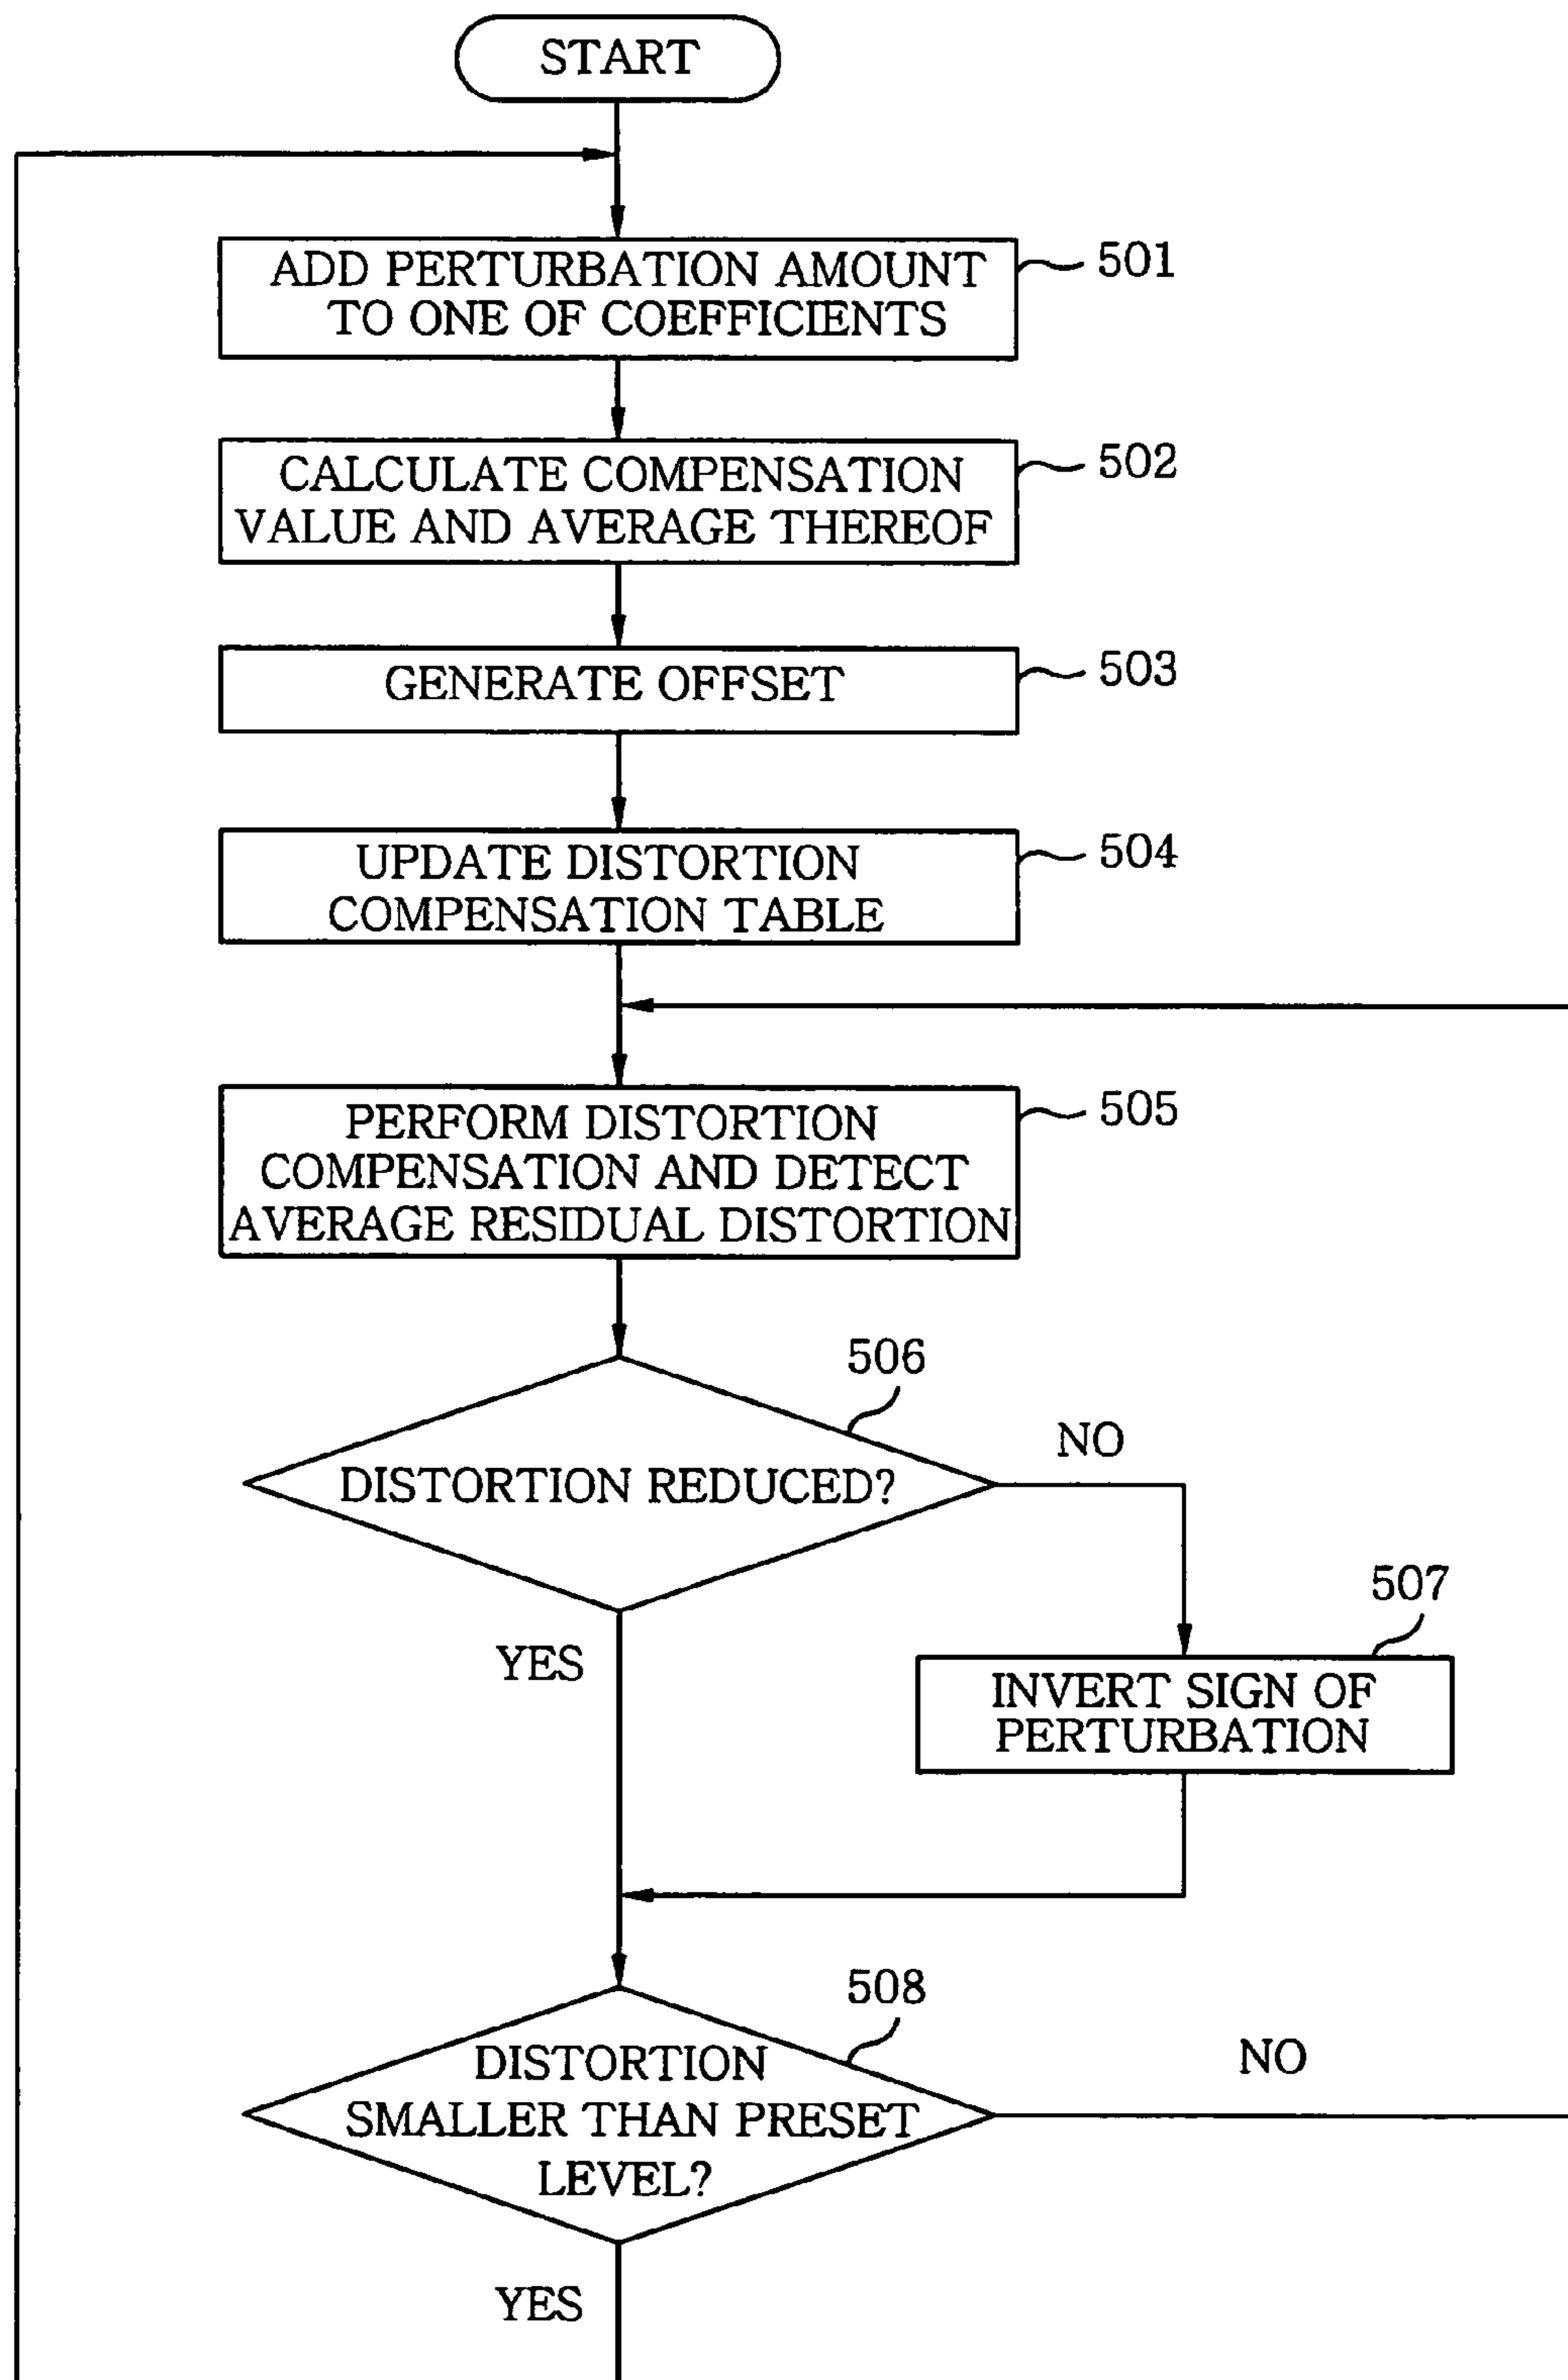 START
ADD PERTURBATION AMOUNT
TO ONE OF COEFFICIENTS
501
CALCULATE COMPENSATION
VALUE AND AVERAGE THEREOF
502
GENERATE OFFSET
503
UPDATE DISTORTION
COMPENSATION TABLE
504
PERFORM DISTORTION
COMPENSATION AND DETECT
AVERAGE RESIDUAL DISTORTION
505
506
DISTORTION REDUCED?
NO
YES
507
INVERT SIGN OF
PERTURBATION
508
DISTORTION
SMALLER THAN PRESET
LEVEL?
NO
YES